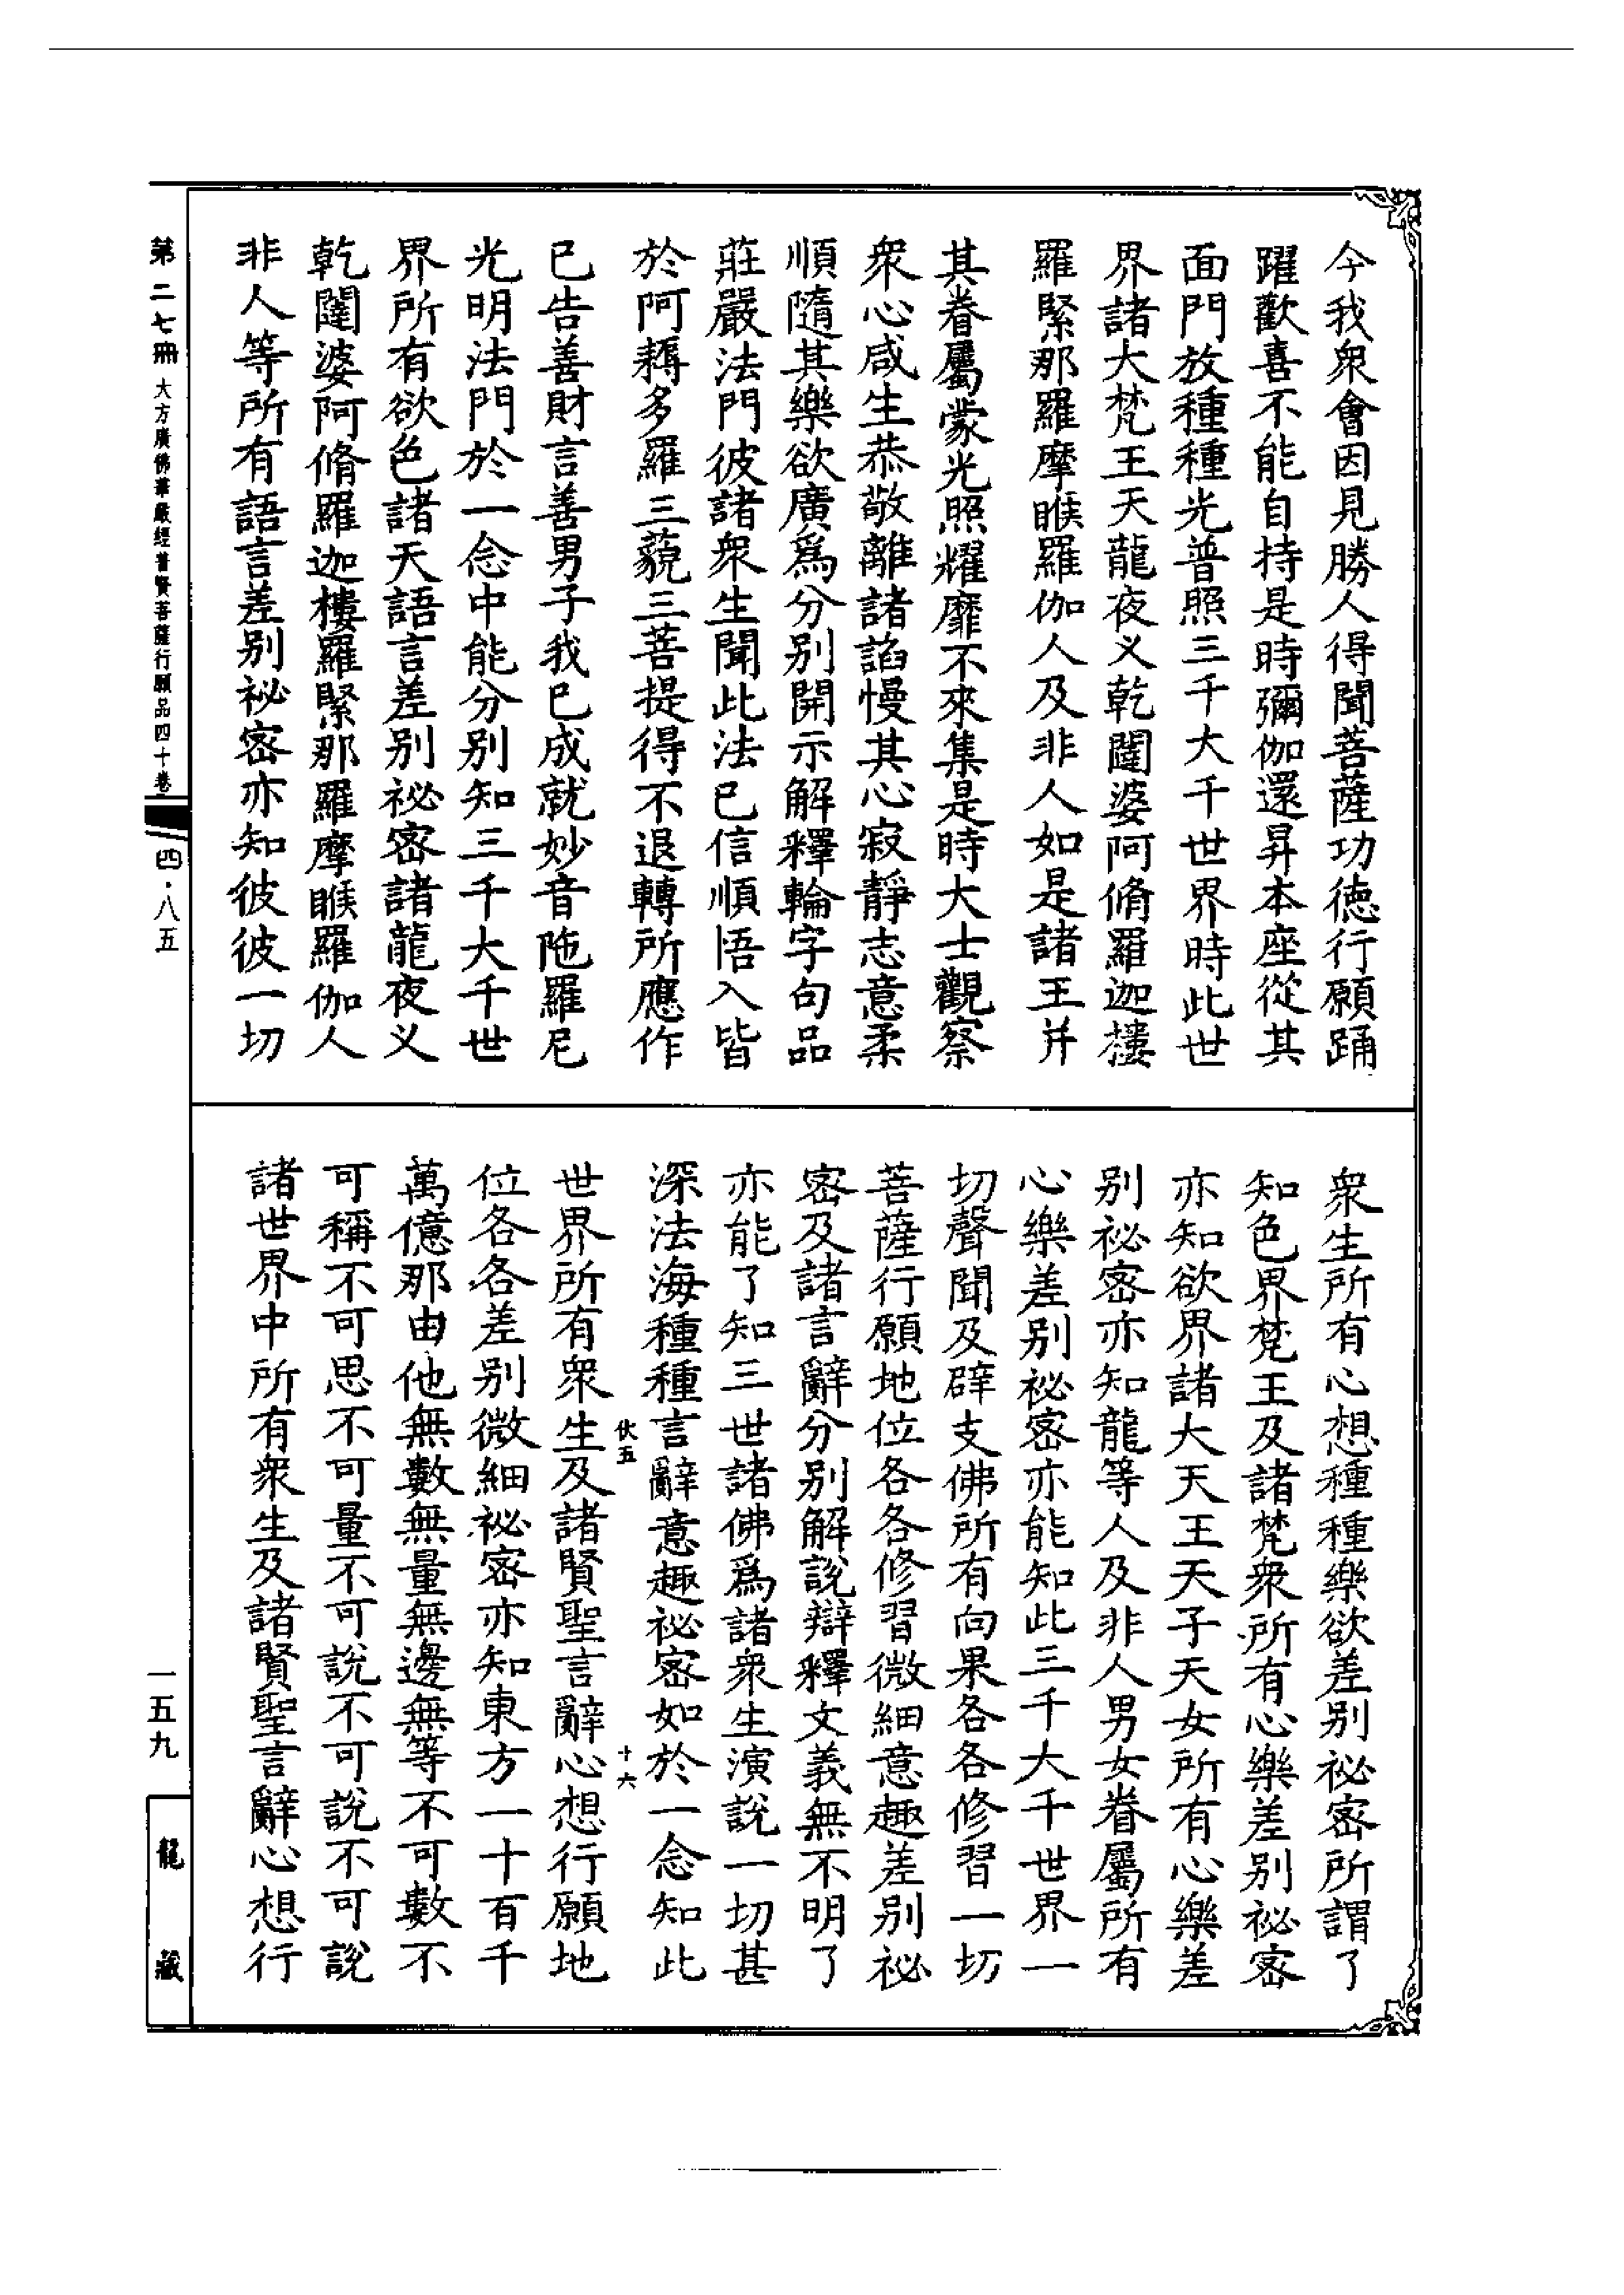 今我衆會因見勝人得聞菩薩功德行願踊
躍歡喜不能自持是時彌伽還昇本座從其
面門放種種光普照三千大千世界時此世
界諸大梵王天龍夜义乾闥婆阿脩羅迦樓
羅緊那羅摩睺羅伽人及非人如是諸王并
其眷屬蒙光照耀靡不來集是時大士觀察
衆心咸生恭敬離諸諂慢其心寂靜志意柔
順隨其樂欲廣爲分别開示解釋輪字句品
莊嚴法門彼諸衆生聞此法已信順悟入皆
於阿耨多羅三藐三菩提得不退轉所應作
已告善財言善男子我已成就妙音陁羅尼
光明法門於一念中能分别知三千大千世
界所有欲色諸天語言差别祕密諸龍夜义
乾闥婆阿脩羅迦樓羅緊那羅摩睺羅伽人
非人等所有語言差别祕密亦知彼彼一切
衆生所有心想種種樂欲差别祕密所謂了
知色界梵王及諸梵衆所有心樂差别祕密
亦知欲界諸大天王天子天女所有心樂差
别祕密亦知龍等人及非人男女眷屬所有
心樂差别祕密亦能知此三千大千世界一
切聲聞及辟支佛所有向果各各修習一切
菩薩行願地位各各修習微細意趣差别祕
密及諸言辭分别解說辯釋文義無不明了
亦能了知三世諸佛爲諸衆生演說一切甚
深法海種種言辭意趣祕密如於一念知此
伏五 十六
世界所有衆生及諸賢聖言辭心想行願地
位各各差别微細祕密亦知東方一十百千
萬億那由他無數無量無邊無等不可數不
可稱不可思不可量不可說不可說不可說
諸世界中所有衆生及諸賢聖言辭心想行
第二七冊 大方廣佛華嚴經普賢菩薩行願品四十卷 四·八五
一五九
龍藏